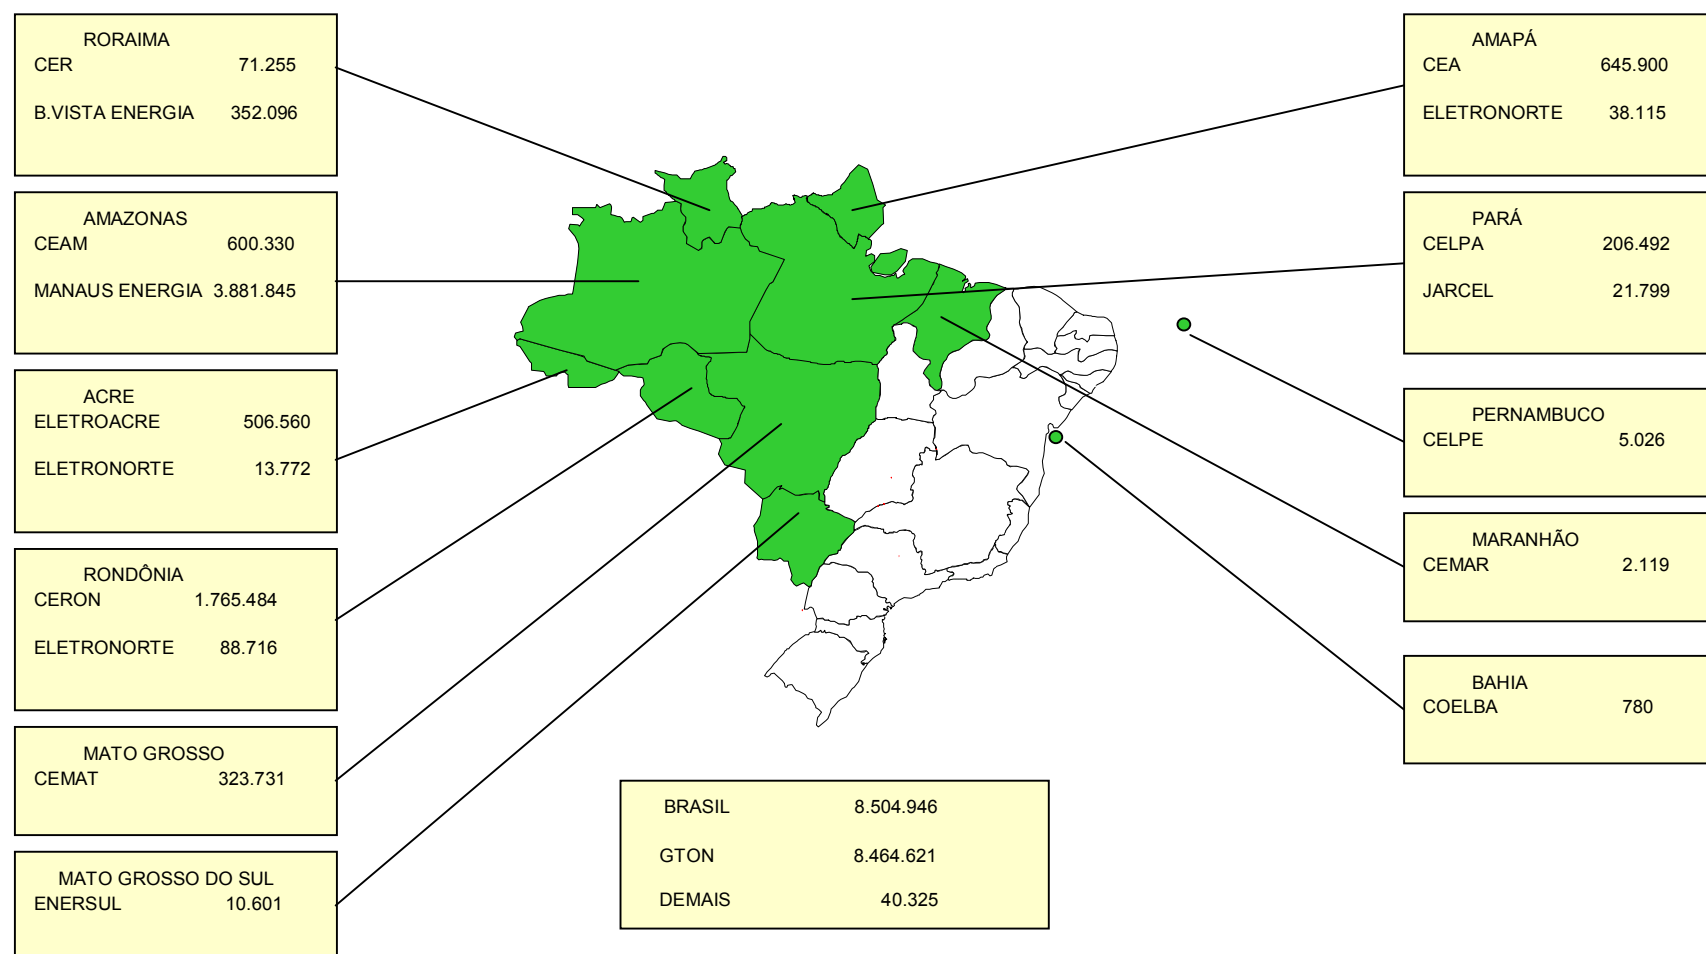 RORAIMA
CER 71.255
B.VISTA ENERGIA 352.096
AMAZONAS
CEAM 600.330
MANAUS ENERGIA 3.881.845
ACRE
ELETROACRE 506.560
ELETRONORTE 13.772
RONDÔNIA
CERON 1.765.484
ELETRONORTE 88.716
MATO GROSSO
CEMAT 323.731
MATO GROSSO DO SUL
ENERSUL 10.601
BRASIL 8.504.946
GTON 8.464.621
DEMAIS 40.325
AMAPÁ
CEA 645.900
ELETRONORTE 38.115
PARÁ
CELPA 206.492
JARCEL 21.799
PERNAMBUCO
CELPE 5.026
MARANHÃO
CEMAR 2.119
BAHIA
COELBA 780